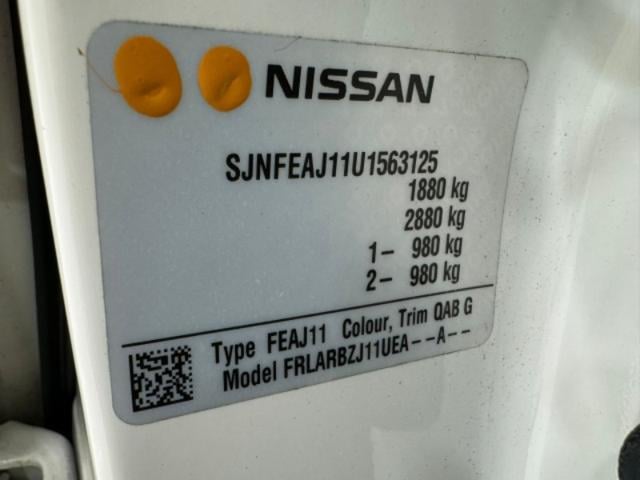 NISSAN
SJNFEAJ11U1563125
1880 kg
2880 kg
1– 980 kg
2– 980 kg
Type FEAJ11 Colour, Trim QAB G
Model FRLARBZJ11UEA––A––